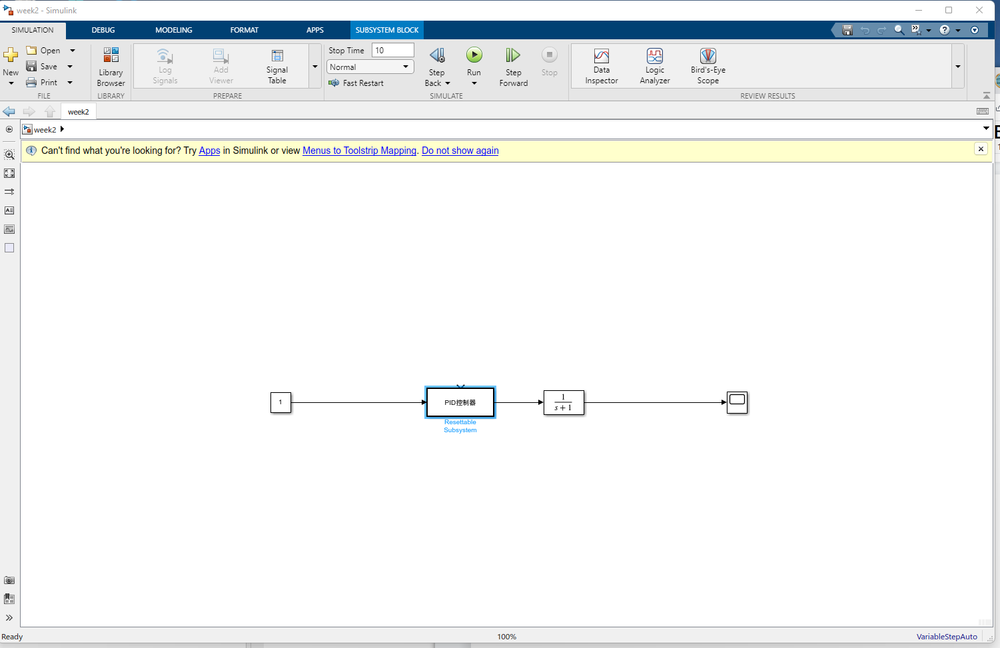 week2 - Simulink
SIMULATION DEBUG MODELING FORMAT APPS SUBSYSTEM BLOCK
New
Open
Save
Print
FILE
Library
Browser
LIBRARY
Log
Signals
Add
Viewer
Signal
Table
PREPARE
Stop Time 10
Normal
Fast Restart
Step
Back
Run
Step
Forward
Stop
SIMULATE
Data
Inspector
Logic
Analyzer
Bird's-Eye
Scope
REVIEW RESULTS
week2
week2
Can't find what you're looking for? Try Apps in Simulink or view Menus to Toolstrip Mapping. Do not show again
1
PID控制器
Resettable
Subsystem
1
s + 1
Ready 100% VariableStepAuto